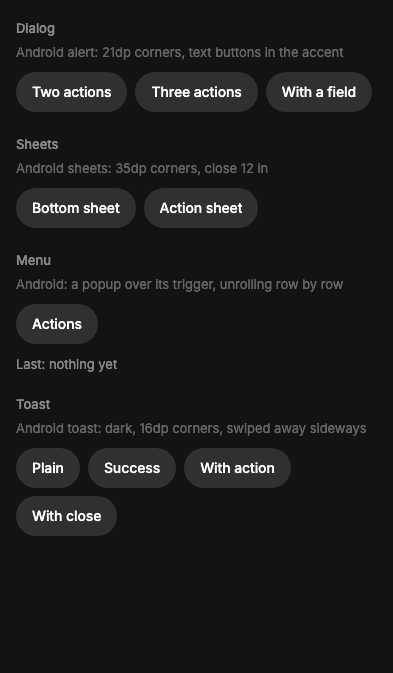 Dialog
Android alert: 21dp corners, text buttons in the accent
Two actions
Three actions
With a field
Sheets
Android sheets: 35dp corners, close 12 in
Bottom sheet
Action sheet
Menu
Android: a popup over its trigger, unrolling row by row
Actions
Last: nothing yet
Toast
Android toast: dark, 16dp corners, swiped away sideways
Plain
Success
With action
With close